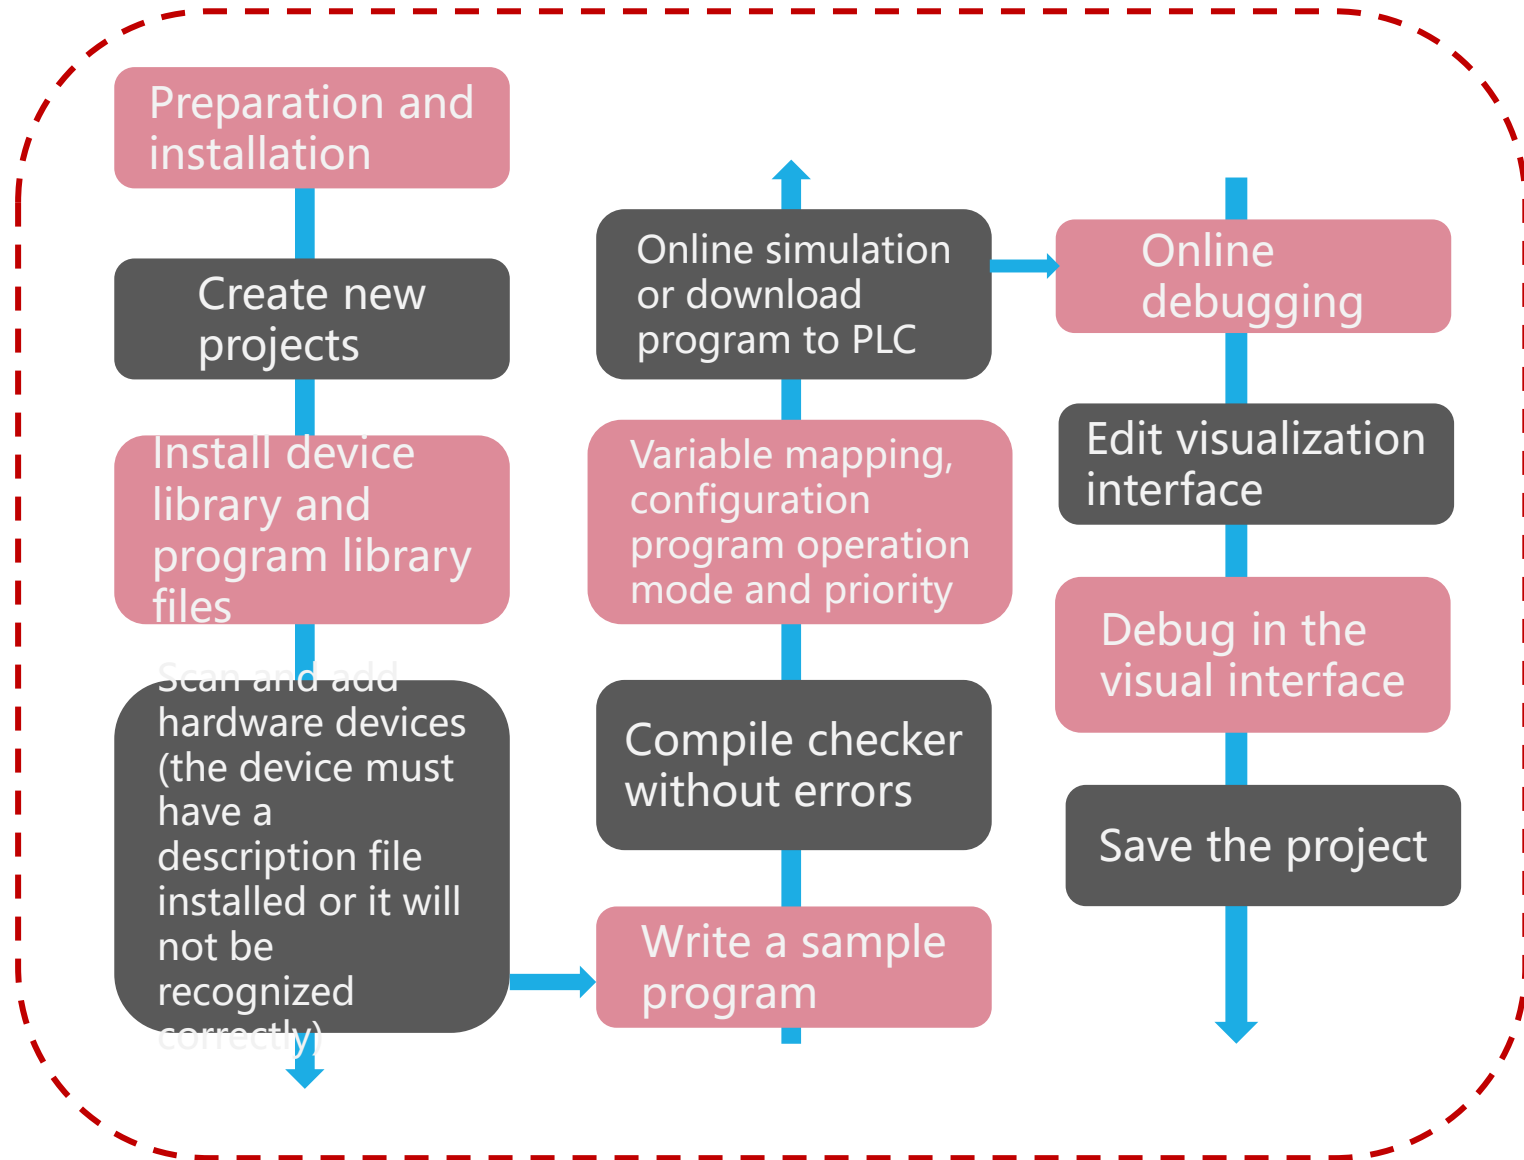 Preparation and
installation
Create new
projects
Install device
library and
program library
files
Scan and add
hardware devices
(the device must
have a
description file
installed or it will
not be
recognized
correctly)
Write a sample
program
Compile checker
without errors
Variable mapping,
configuration
program operation
mode and priority
Online simulation
or download
program to PLC
Online
debugging
Edit visualization
interface
Debug in the
visual interface
Save the project